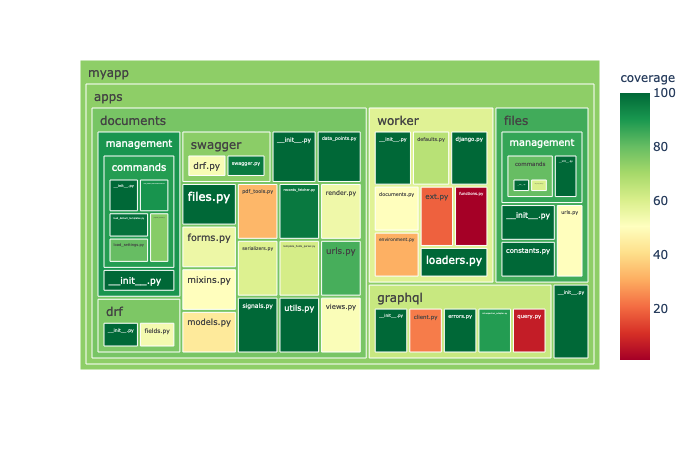 myapp
coverage
apps
documents
management
commands
__init__.py
load_settings.py
__init__.py
drf
__init__.py
fields.py
swagger
drf.py
swagger.py
__init__.py
data_points.py
files.py
pdf_tools.py
render.py
forms.py
serializers.py
urls.py
mixins.py
models.py
signals.py
utils.py
views.py
worker
__init__.py
defaults.py
django.py
documents.py
ext.py
functions.py
environment.py
loaders.py
files
management
commands
__init__.py
urls.py
constants.py
graphql
__init__.py
client.py
errors.py
query.py
__init__.py
100
80
60
40
20